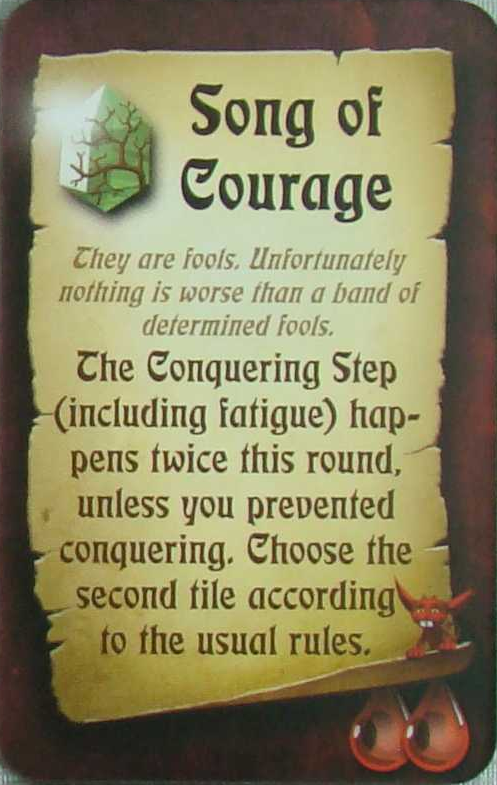 Song of
Courage
They are fools. Unfortunately
nothing is worse than a band of
determined fools.
The Conquering Step
(including fatigue) hap-
pens twice this round,
unless you prevented
conquering. Choose the
second tile according
to the usual rules.